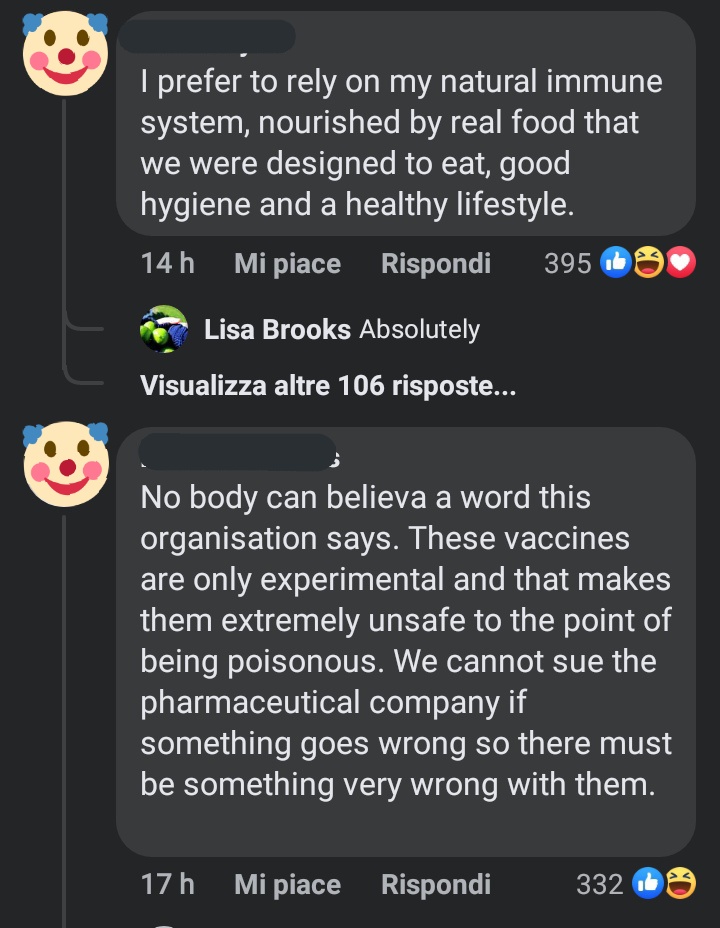 I prefer to rely on my natural immune
system, nourished by real food that
we were designed to eat, good
hygiene and a healthy lifestyle.
14 h Mi piace Rispondi 395
Lisa Brooks Absolutely
Visualizza altre 106 risposte...
No body can believa a word this
organisation says. These vaccines
are only experimental and that makes
them extremely unsafe to the point of
being poisonous. We cannot sue the
pharmaceutical company if
something goes wrong so there must
be something very wrong with them.
17 h Mi piace Rispondi 332